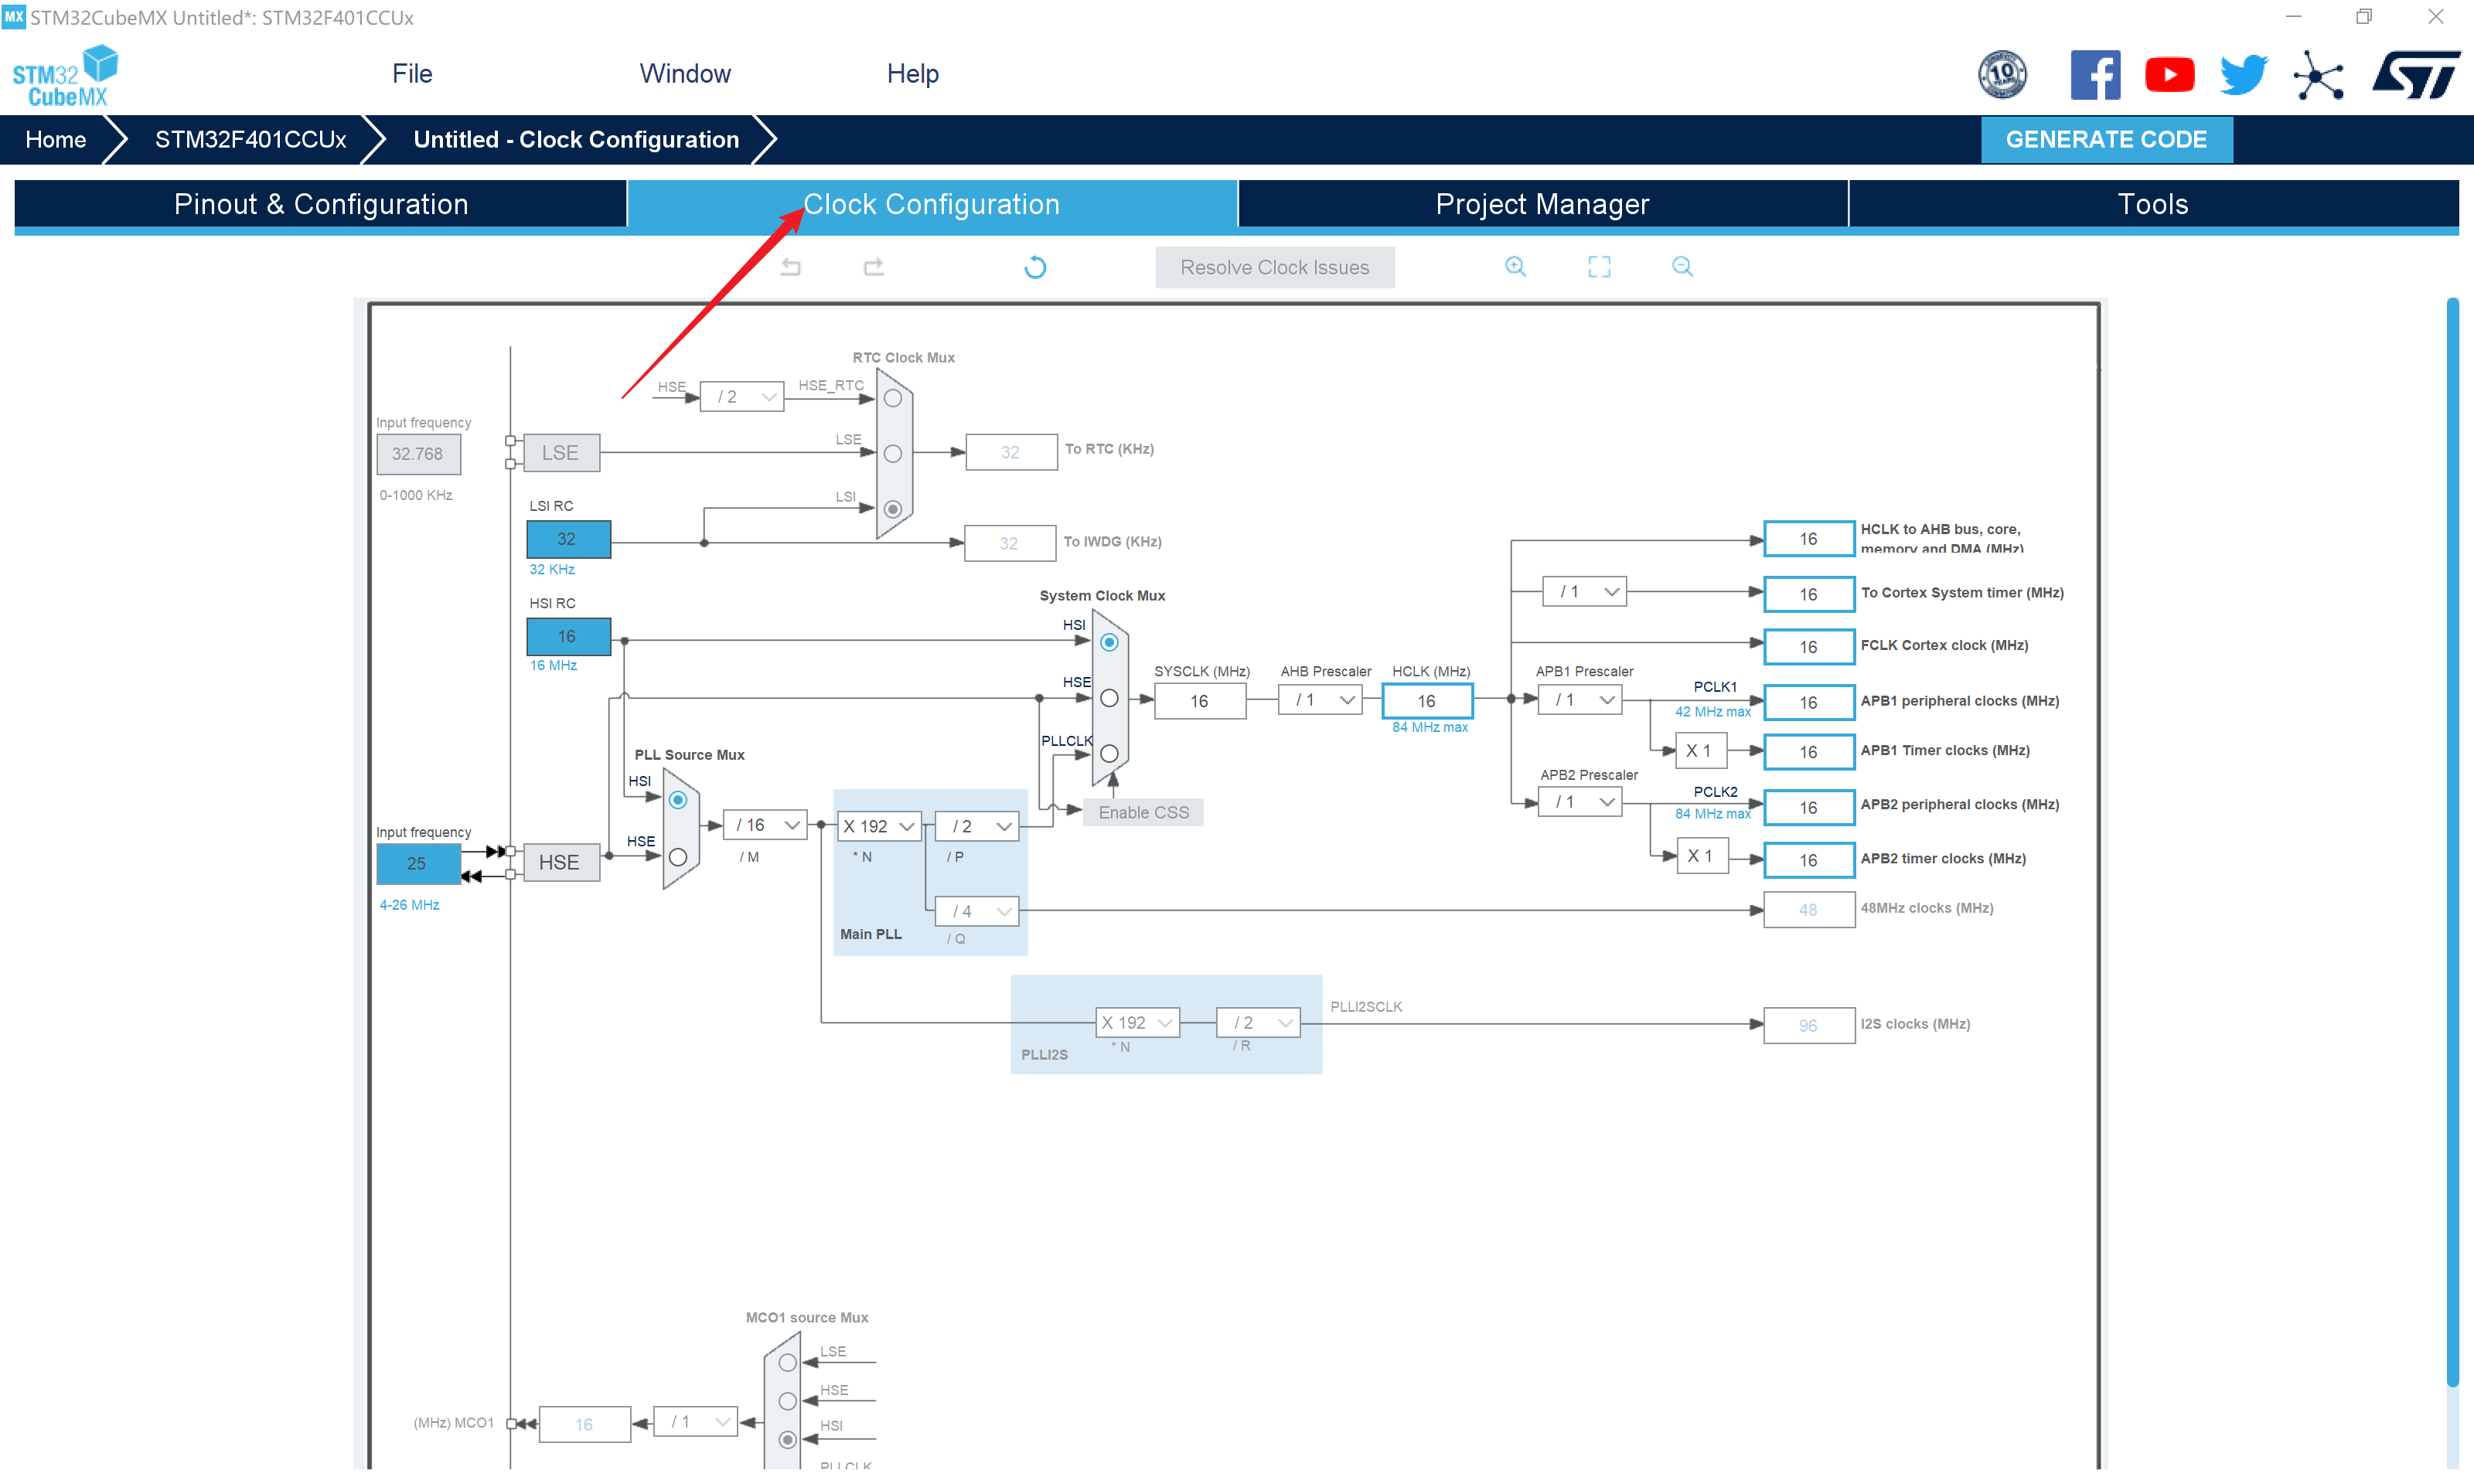 MX STM32CubeMX Untitled*: STM32F401CCUx
STM32
CubeMX
File
Window
Help
10
YEARS
Home
STM32F401CCUx
Untitled - Clock Configuration
GENERATE CODE
Pinout & Configuration
Clock Configuration
Project Manager
Tools
Resolve Clock Issues
RTC Clock Mux
HSE
/ 2
HSE_RTC
Input frequency
32.768
0-1000 KHz
LSE
LSE
32
To RTC (KHz)
LSI
LSI RC
32
32 KHz
32
To IWDG (KHz)
HSI RC
16
16 MHz
System Clock Mux
HSI
HSE
PLLCLK
SYSCLK (MHz)
16
AHB Prescaler
/ 1
HCLK (MHz)
16
84 MHz max
16
HCLK to AHB bus, core,
memory and DMA (MHz)
/ 1
16
To Cortex System timer (MHz)
16
FCLK Cortex clock (MHz)
APB1 Prescaler
/ 1
PCLK1
42 MHz max
16
APB1 peripheral clocks (MHz)
X 1
16
APB1 Timer clocks (MHz)
APB2 Prescaler
/ 1
PCLK2
84 MHz max
16
APB2 peripheral clocks (MHz)
X 1
16
APB2 timer clocks (MHz)
PLL Source Mux
HSI
HSE
Input frequency
25
4-26 MHz
HSE
/ 16
/ M
X 192
* N
/ 2
/ P
Enable CSS
/ 4
/ Q
Main PLL
48
48MHz clocks (MHz)
X 192
* N
/ 2
/ R
PLLI2S
PLLI2SCLK
96
I2S clocks (MHz)
MCO1 source Mux
LSE
HSE
HSI
PLLCLK
(MHz) MCO1
16
/ 1